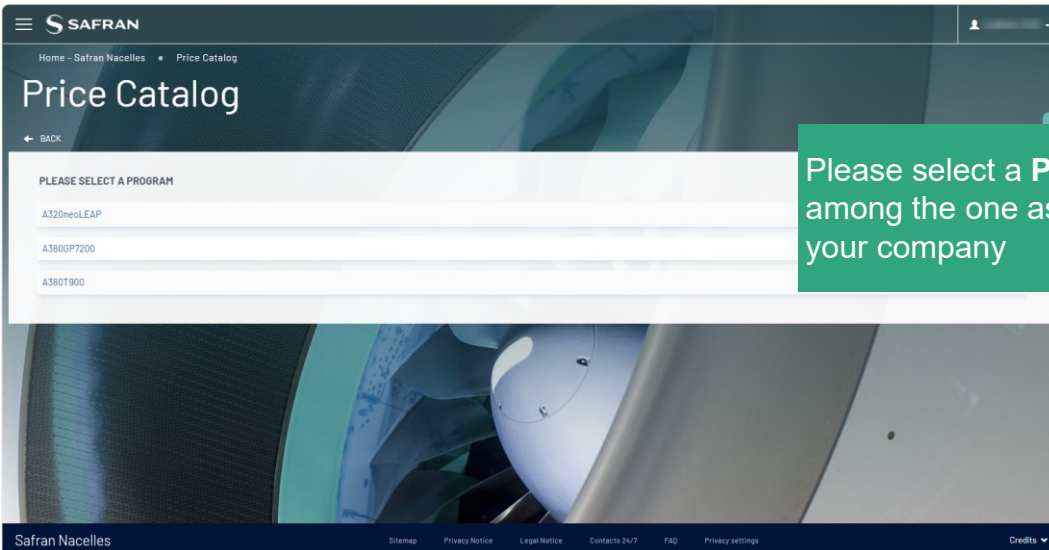 SAFRAN
Home - Safran Nacelles • Price Catalog
Price Catalog
← BACK
PLEASE SELECT A PROGRAM
A320neoLEAP
A380GP7200
A380T900
Please select a P
among the one as
your company
Safran Nacelles
Sitemap Privacy Notice Legal Notice Contacts 24/7 FAQ Privacy settings
Credits